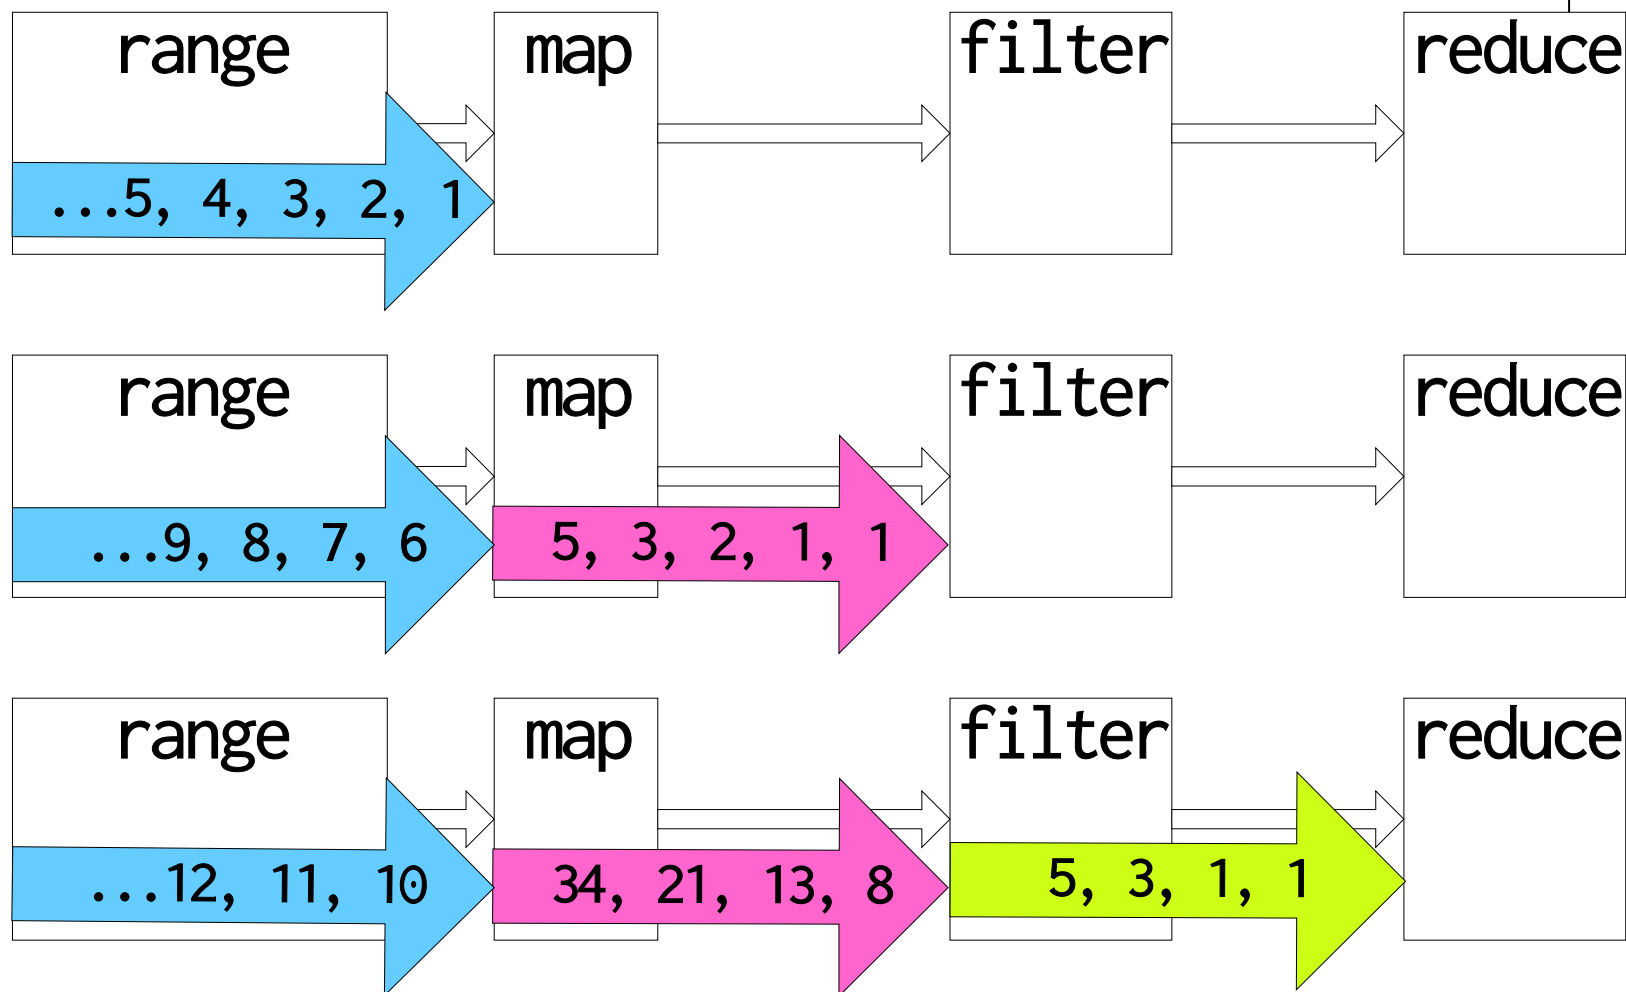 range map filter reduce
...5, 4, 3, 2, 1
range map filter reduce
...9, 8, 7, 6 5, 3, 2, 1, 1
range map filter reduce
...12, 11, 10 34, 21, 13, 8 5, 3, 1, 1